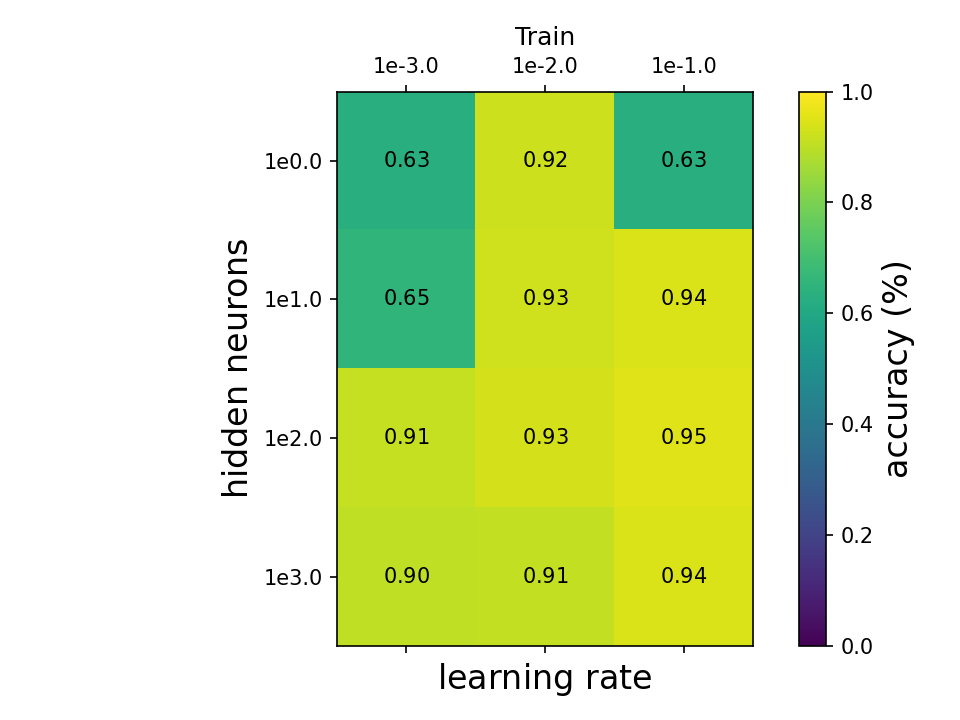 Train
1e-3.0 1e-2.0 1e-1.0
1e0.0 0.63 0.92 0.63
1e1.0 0.65 0.93 0.94
1e2.0 0.91 0.93 0.95
1e3.0 0.90 0.91 0.94
hidden neurons
learning rate
1.0
0.8
0.6
0.4
0.2
0.0
accuracy (%)